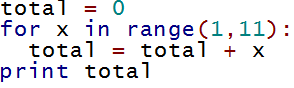 total = 0
for x in range(1,11):
  total = total + x
print total